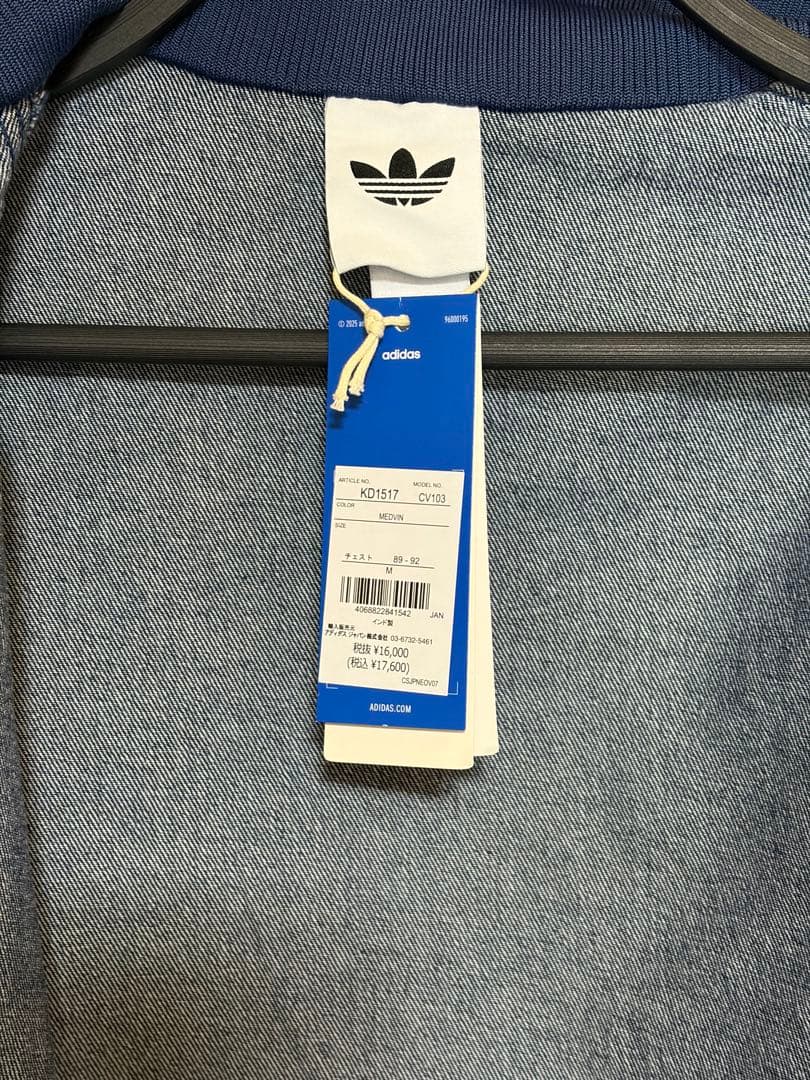 © 2025 a
96000195
adidas
ARTICLE NO.
MODEL NO.
KD1517
CV103
COLOR
MEDVIN
SIZE
チェスト 89 - 92
M
4068822841542 JAN
インド製
輸入販売元
アディダス ジャパン株式会社 03-6732-5461
税抜 ¥16,000
(税込 ¥17,600)
CSJPNEOV07
ADIDAS.COM